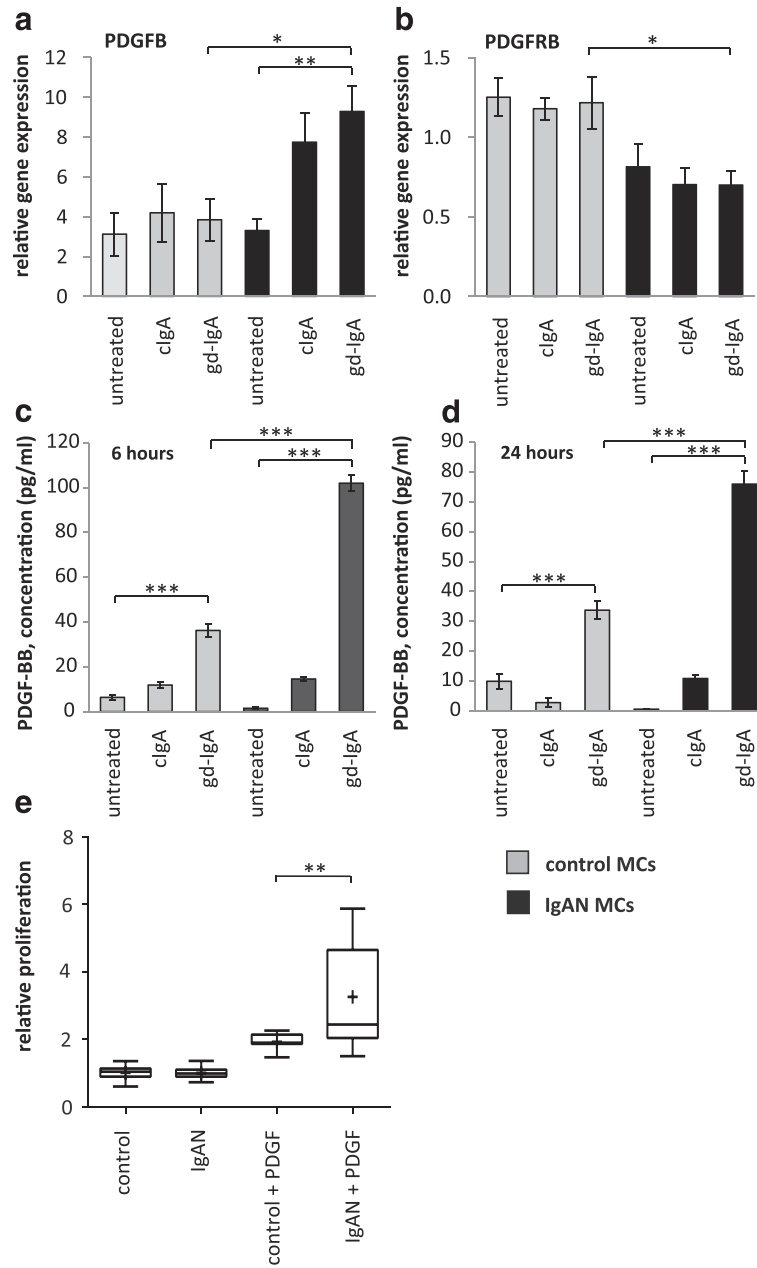 a
PDGFB
*
**
relative gene expression
12
10
8
6
4
2
0
untreated
cIgA
gd-IgA
untreated
cIgA
gd-IgA
b
PDGFRB
*
relative gene expression
1.5
1.0
0.5
0.0
untreated
cIgA
gd-IgA
untreated
cIgA
gd-IgA
c
6 hours
***
***
***
PDGF-BB, concentration (pg/ml)
120
100
80
60
40
20
0
untreated
cIgA
gd-IgA
untreated
cIgA
gd-IgA
d
24 hours
***
***
***
PDGF-BB, concentration (pg/ml)
90
80
70
60
50
40
30
20
10
0
untreated
cIgA
gd-IgA
untreated
cIgA
gd-IgA
e
**
relative proliferation
8
6
4
2
0
control
IgAN
control + PDGF
IgAN + PDGF
control MCs
IgAN MCs